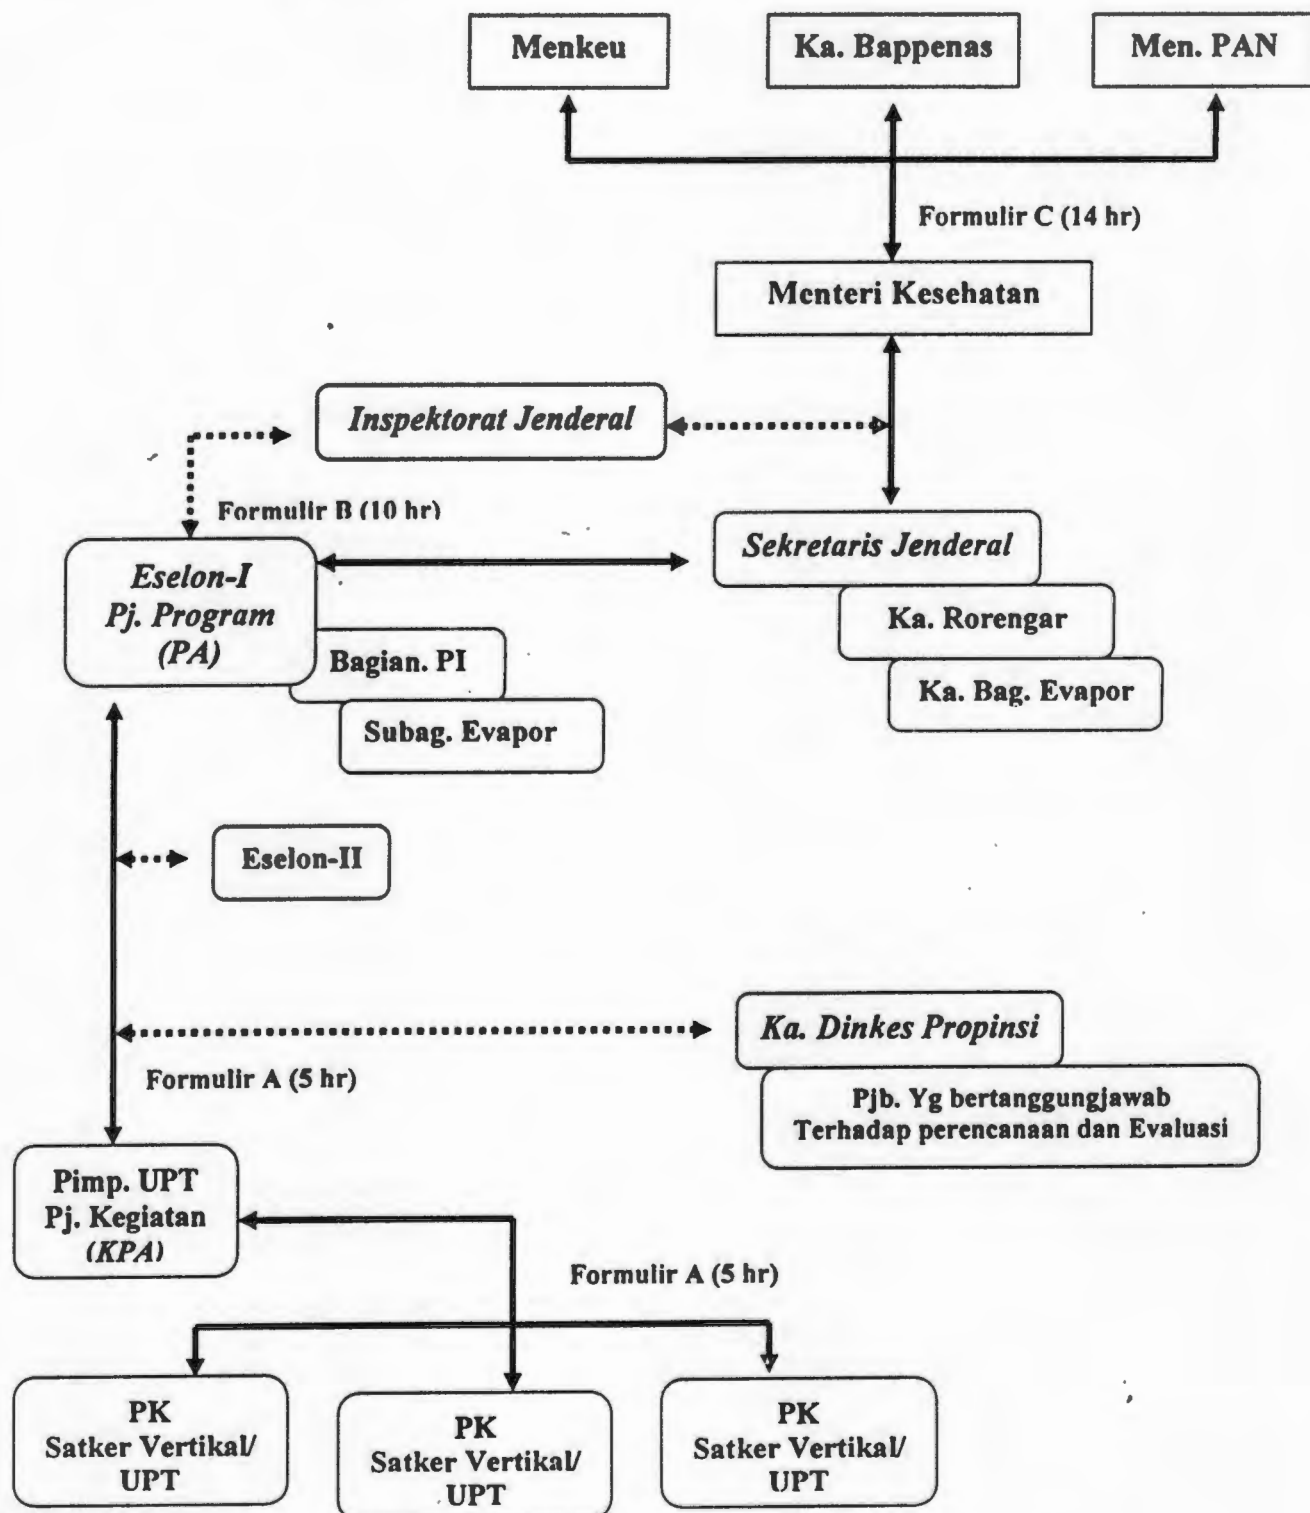 Menkeu
Ka. Bappenas
Men. PAN
Formulir C (14 hr)
Menteri Kesehatan
Inspektorat Jenderal
Formulir B (10 hr)
Sekretaris Jenderal
Eselon-I
Pj. Program
(PA)
Ka. Rorengar
Bagian. PI
Ka. Bag. Evapor
Subag. Evapor
Eselon-II
Ka. Dinkes Propinsi
Formulir A (5 hr)
Pjb. Yg bertanggungjawab
Terhadap perencanaan dan Evaluasi
Pimp. UPT
Pj. Kegiatan
(KPA)
Formulir A (5 hr)
PK
Satker Vertikal/
UPT
PK
Satker Vertikal/
UPT
PK
Satker Vertikal/
UPT